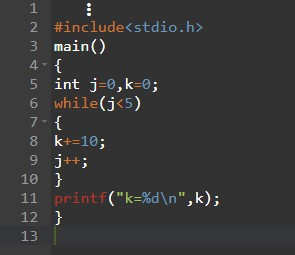 1 ⋮
2 #include<stdio.h>
3 main()
4 {
5 int j=0,k=0;
6 while(j<5)
7 {
8 k+=10;
9 j++;
10 }
11 printf("k=%d\n",k);
12 }
13